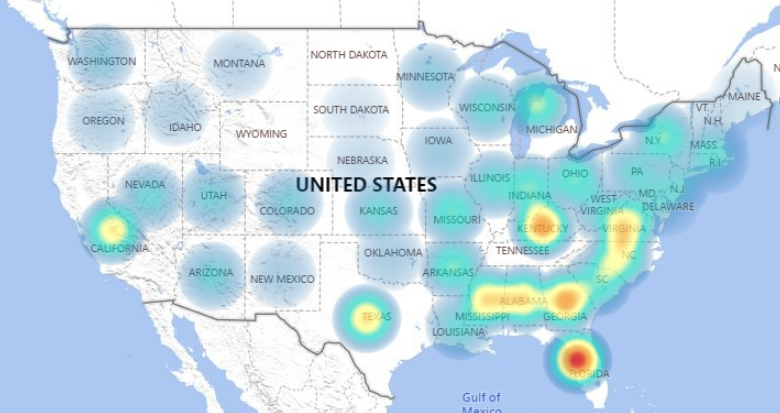 WASHINGTON
MONTANA
NORTH DAKOTA
MINNESOTA
MAINE
N
OREGON
IDAHO
SOUTH DAKOTA
WISCONSIN
MICHIGAN
VT.
N.H.
WYOMING
N.Y.
MASS.
R.I.
NEBRASKA
IOWA
NEVADA
UTAH
COLORADO
UNITED STATES
KANSAS
ILLINOIS
INDIANA
OHIO
PA
N.J
MD
DELAWARE
WEST
VIRGINIA
VIRGINIA
MISSOURI
KENTUCKY
CALIFORNIA
TENNESSEE
NC
ARIZONA
NEW MEXICO
OKLAHOMA
ARKANSAS
SC
TEXAS
MISSISSIPPI
ALABAMA
GEORGIA
LOUISIANA
FLORIDA
Gulf of
Mexico